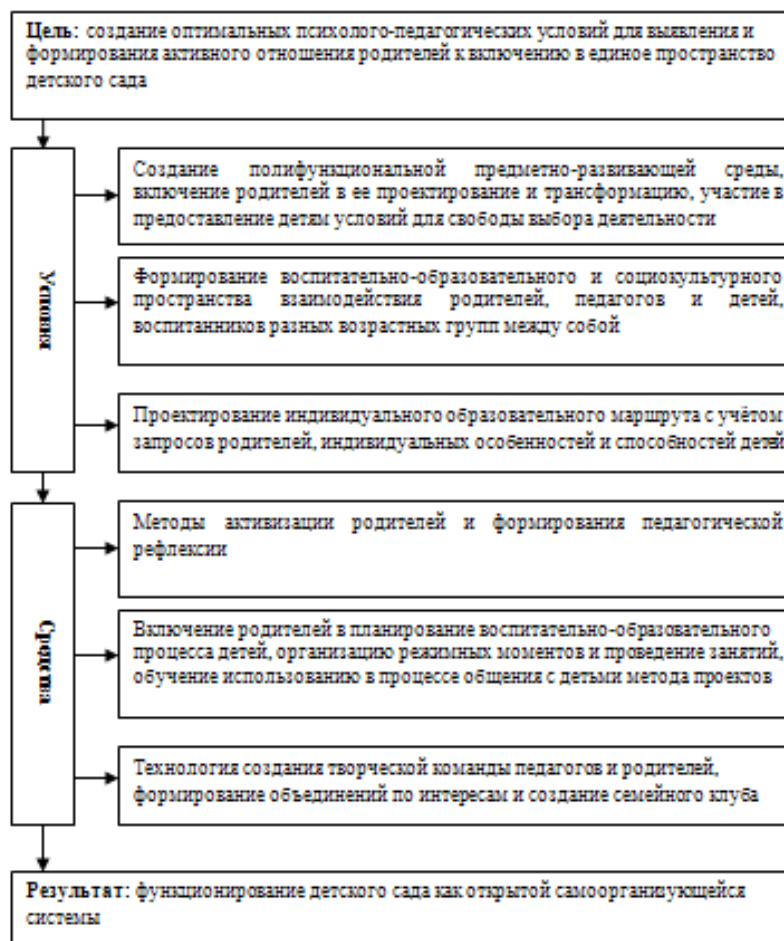 Цель: создание оптимальных психолого-педагогических условий для выявления и
формирования активного отношения родителей к включению в единое пространство
детского сада
Условия
Создание полифункциональной предметно-развивающей среды,
включение родителей в ее проектирование и трансформацию, участие в
предоставление детям условий для свободы выбора деятельности
Формирование воспитательно-образовательного и социокультурного
пространства взаимодействия родителей, педагогов и детей,
воспитанников разных возрастных групп между собой
Проектирование индивидуального образовательного маршрута с учётом
запросов родителей, индивидуальных особенностей и способностей детей
Средства
Методы активизации родителей и формирования педагогической
рефлексии
Включение родителей в планирование воспитательно-образовательного
процесса детей, организацию режимных моментов и проведение занятий,
обучение использованию в процессе общения с детьми метода проектов
Технология создания творческой команды педагогов и родителей,
формирование объединений по интересам и создание семейного клуба
Результат: функционирование детского сада как открытой самоорганизующейся
системы